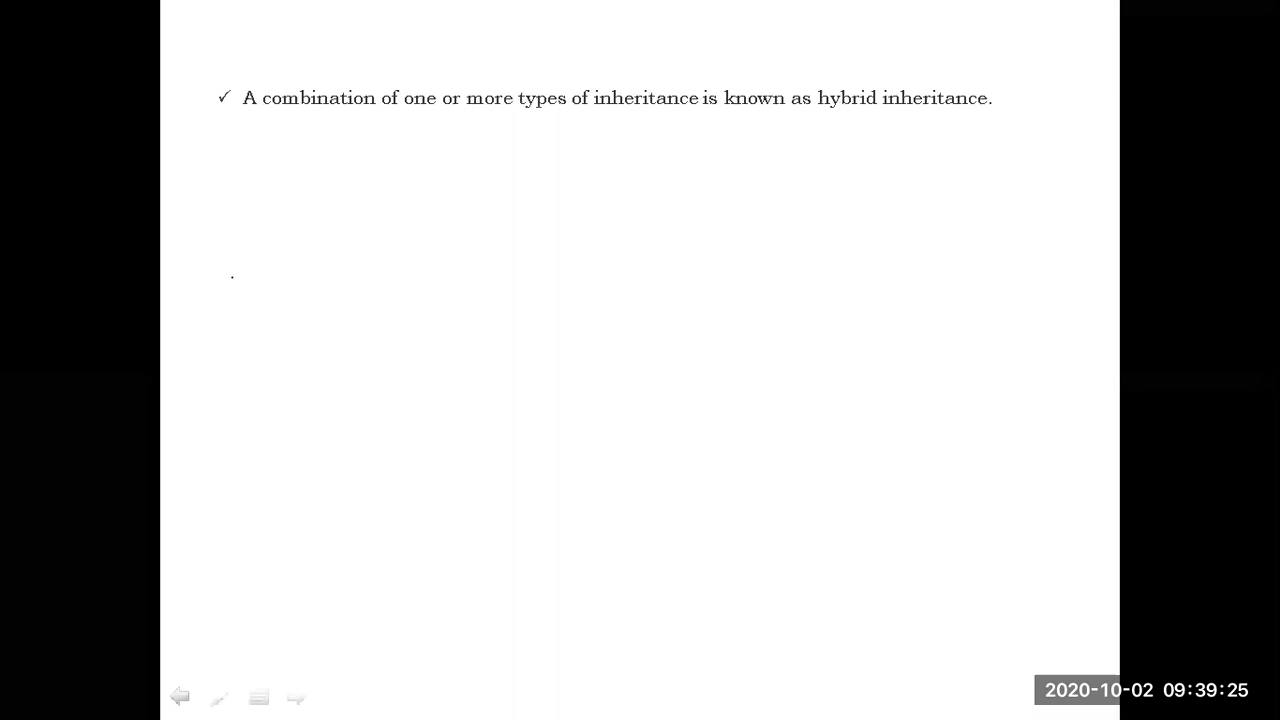 ✓ A combination of one or more types of inheritance is known as hybrid inheritance.
.
2020-10-02 09:39:25